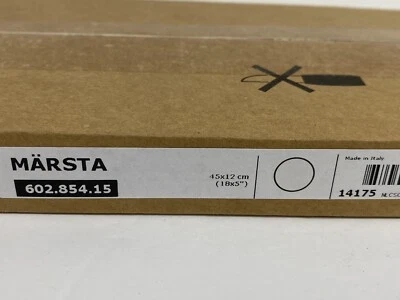 MÄRSTA
602.854.15
45x12 cm
(18x5")
Made in Italy
14175